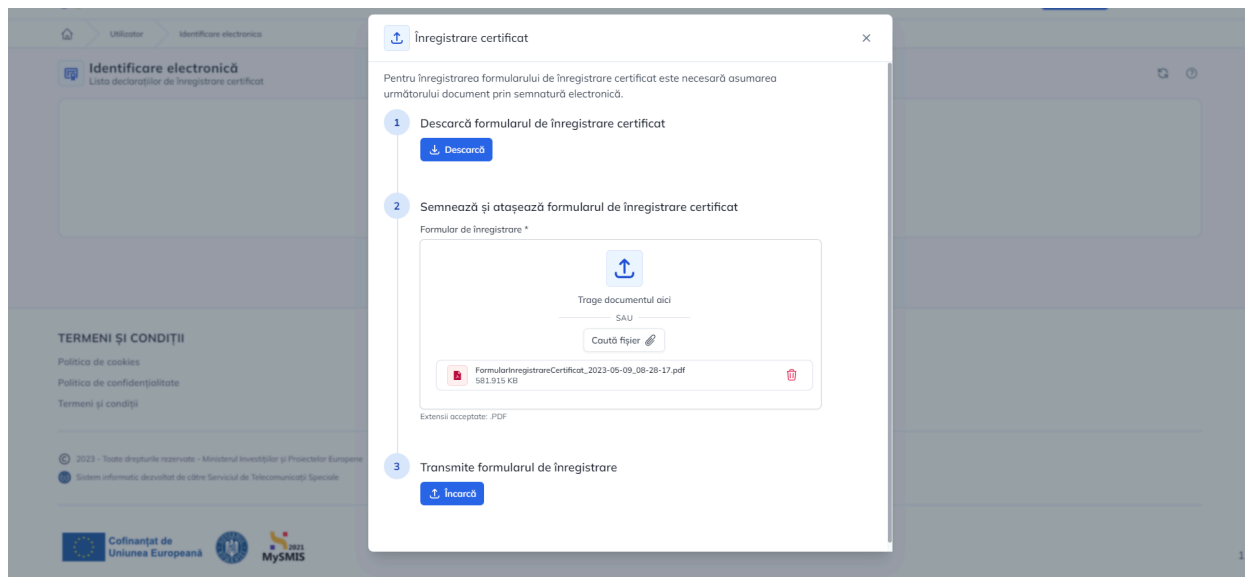 Utilizator
Identificare electronica
Identificare electronică
Lista declarațiilor de înregistrare certificat
Înregistrare certificat
Pentru înregistrarea formularului de înregistrare certificat este necesară asumarea
următorului document prin semnatură electronică.
1
Descarcă formularul de înregistrare certificat
Descarcă
2
Semnează și atașează formularul de înregistrare certificat
Formular de înregistrare *
Trage documentul aici
SAU
Caută fișier
FormularInregistrareCertificat_2023-05-09_08-28-17.pdf
581.915 KB
Extensii acceptate: .PDF
3
Transmite formularul de înregistrare
Încarcă
TERMENI ȘI CONDIȚII
Politica de cookies
Politica de confidențialitate
Termeni și condiții
2023 - Toate drepturile rezervate - Ministerul Investițiilor și Proiectelor Europene
Sistem informatic dezvoltat de către Serviciul de Telecomunicații Speciale
Cofinanțat de
Uniunea Europeană
2021
MySMIS
1